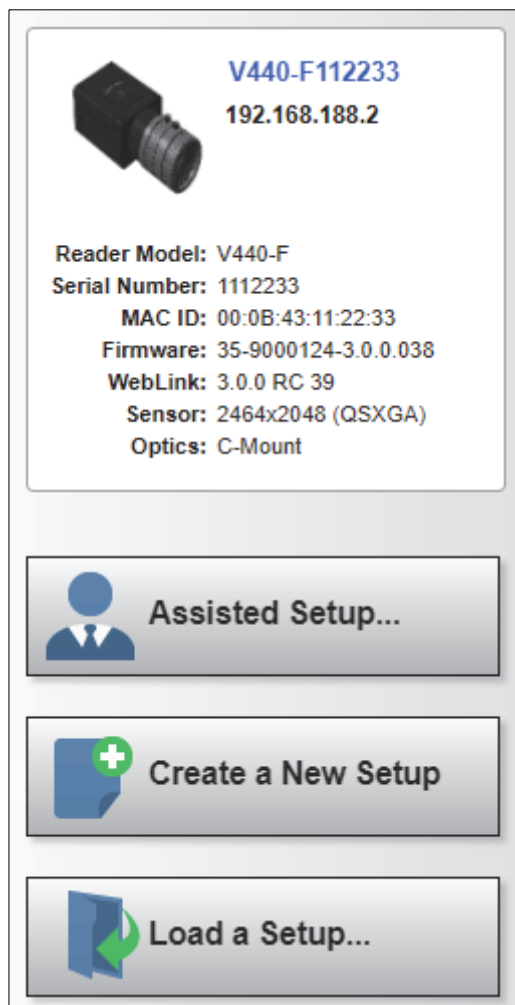 V440-F112233
192.168.188.2
Reader Model: V440-F
Serial Number: 1112233
MAC ID: 00:0B:43:11:22:33
Firmware: 35-9000124-3.0.0.038
WebLink: 3.0.0 RC 39
Sensor: 2464x2048 (QSXGA)
Optics: C-Mount
Assisted Setup...
Create a New Setup
Load a Setup...